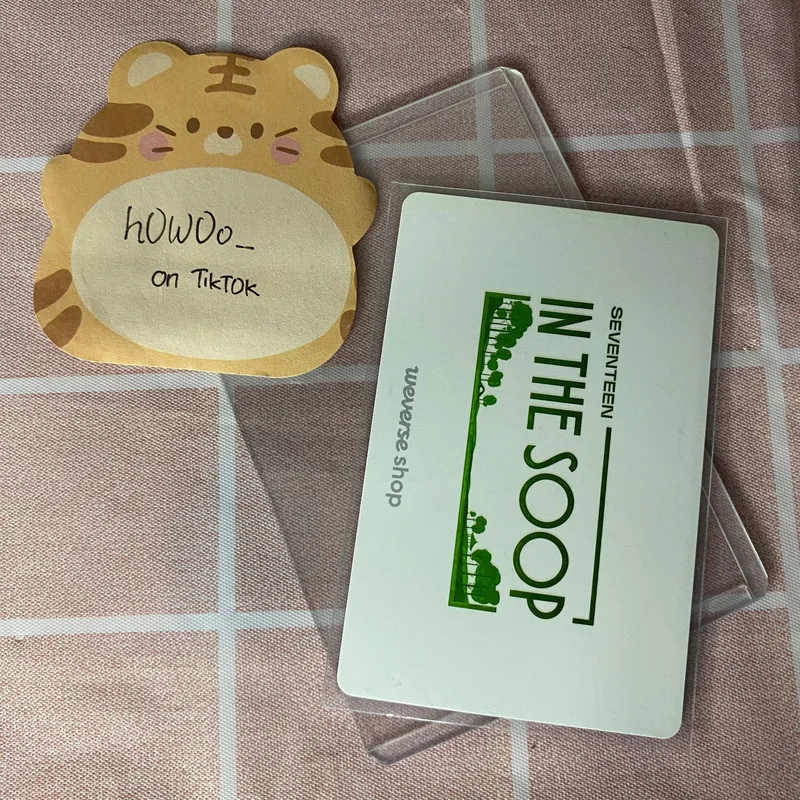 hOWOo_
on TikTOK
SEVENTEEN
IN THE SOOP
weverse shop